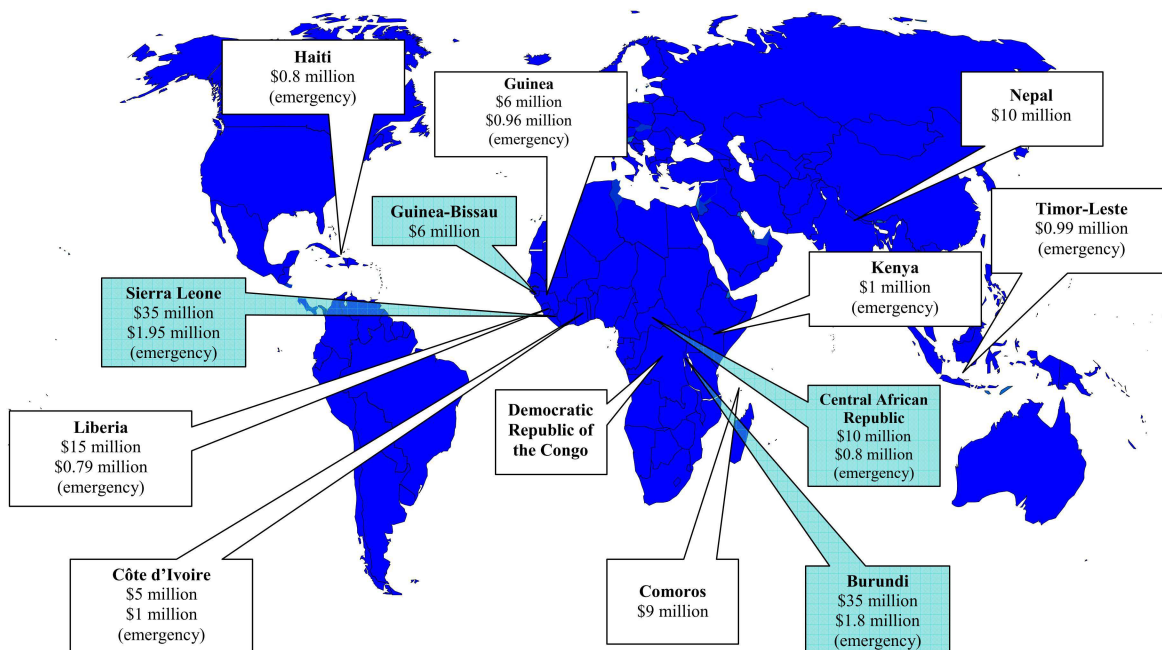 Haiti
$0.8 million
(emergency)
Guinea
$6 million
$0.96 million
(emergency)
Nepal
$10 million
Guinea-Bissau
$6 million
Timor-Leste
$0.99 million
(emergency)
Kenya
$1 million
(emergency)
Sierra Leone
$35 million
$1.95 million
(emergency)
Central African
Republic
$10 million
$0.8 million
(emergency)
Democratic
Republic of
the Congo
Liberia
$15 million
$0.79 million
(emergency)
Côte d’Ivoire
$5 million
$1 million
(emergency)
Comoros
$9 million
Burundi
$35 million
$1.8 million
(emergency)